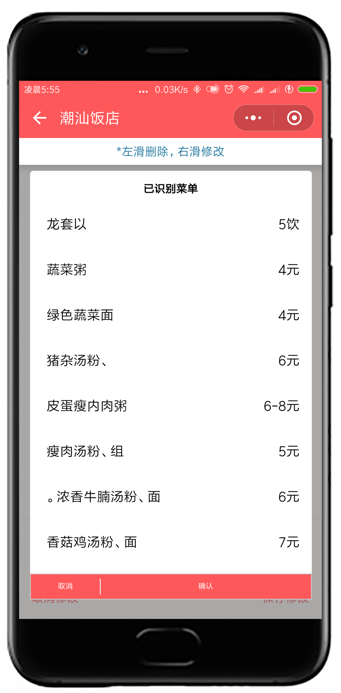 凌晨5:55 ... 0.03K/s
潮汕饭店
*左滑删除，右滑修改
已识别菜单
龙套以 5饮
蔬菜粥 4元
绿色蔬菜面 4元
猪杂汤粉、 6元
皮蛋瘦内肉粥 6-8元
瘦肉汤粉、组 5元
。浓香牛腩汤粉、面 6元
香菇鸡汤粉、面 7元
取消 确认